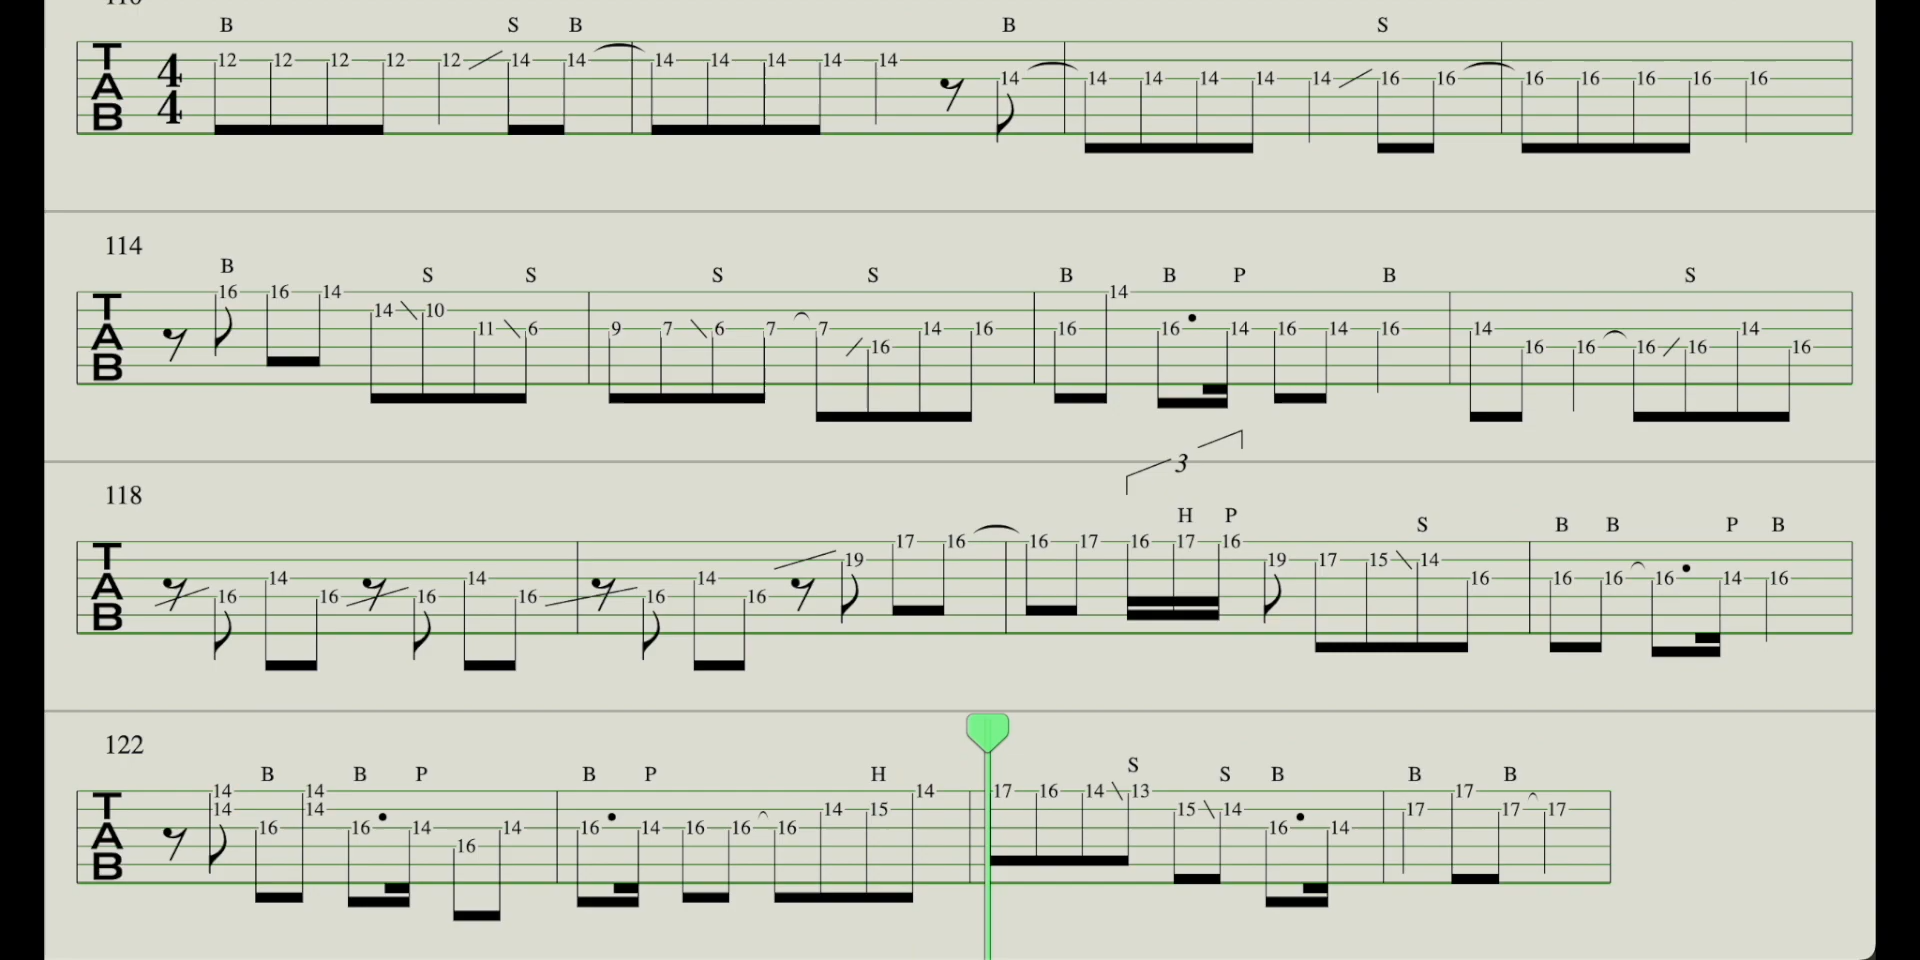 B S B B S
T A B 4 4 12 12 12 12 12 14 14 14 14 14 14 14 14 14 14 14 14 14 16 16 16 16 16 16 16
114
B S S S S B B P B S
T A B 16 16 14 14 10 11 6 9 7 6 7 7 16 14 16 16 14 16 14 16 14 16 14 16 16 16 16 14 16
3
118
H P S B B P B
T A B 16 14 16 16 14 16 16 14 16 19 17 16 16 17 16 17 16 19 17 15 14 16 16 16 16 14 16
122
B B P B P H S S B B B
T A B 14 14 16 14 14 16 14 16 14 16 14 16 16 16 14 15 14 17 16 14 13 15 14 16 14 17 17 17 17